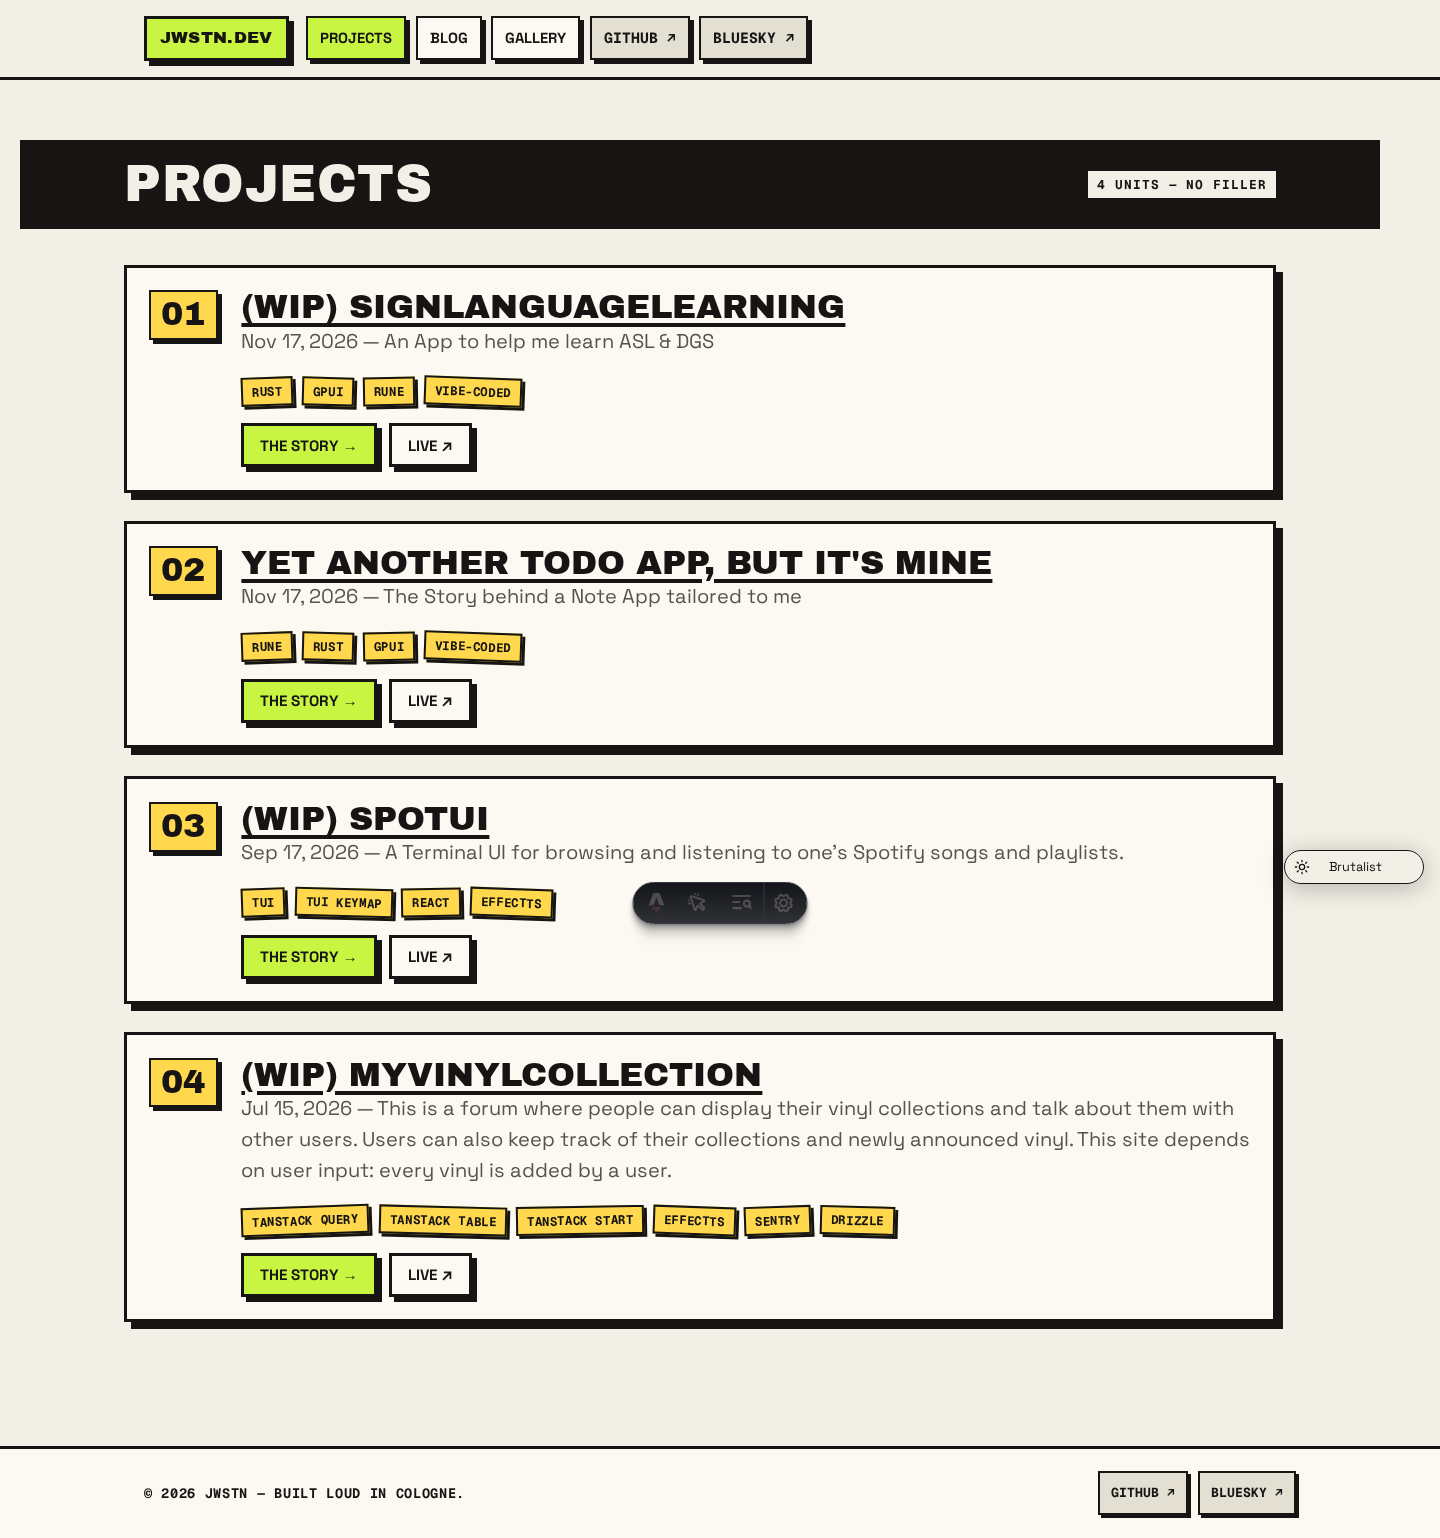 JWSTN.DEV PROJECTS BLOG GALLERY GITHUB ↗ BLUESKY ↗
PROJECTS
4 UNITS — NO FILLER
01
(WIP) SIGNLANGUAGELEARNING
Nov 17, 2026 — An App to help me learn ASL & DGS
RUST GPUI RUNE VIBE-CODED
THE STORY → LIVE ↗
02
YET ANOTHER TODO APP, BUT IT'S MINE
Nov 17, 2026 — The Story behind a Note App tailored to me
RUNE RUST GPUI VIBE-CODED
THE STORY → LIVE ↗
03
(WIP) SPOTUI
Sep 17, 2026 — A Terminal UI for browsing and listening to one's Spotify songs and playlists.
TUI TUI KEYMAP REACT EFFECTTS
THE STORY → LIVE ↗
Brutalist
04
(WIP) MYVINYLCOLLECTION
Jul 15, 2026 — This is a forum where people can display their vinyl collections and talk about them with
other users. Users can also keep track of their collections and newly announced vinyl. This site depends
on user input: every vinyl is added by a user.
TANSTACK QUERY TANSTACK TABLE TANSTACK START EFFECTTS SENTRY DRIZZLE
THE STORY → LIVE ↗
© 2026 JWSTN — BUILT LOUD IN COLOGNE.
GITHUB ↗ BLUESKY ↗